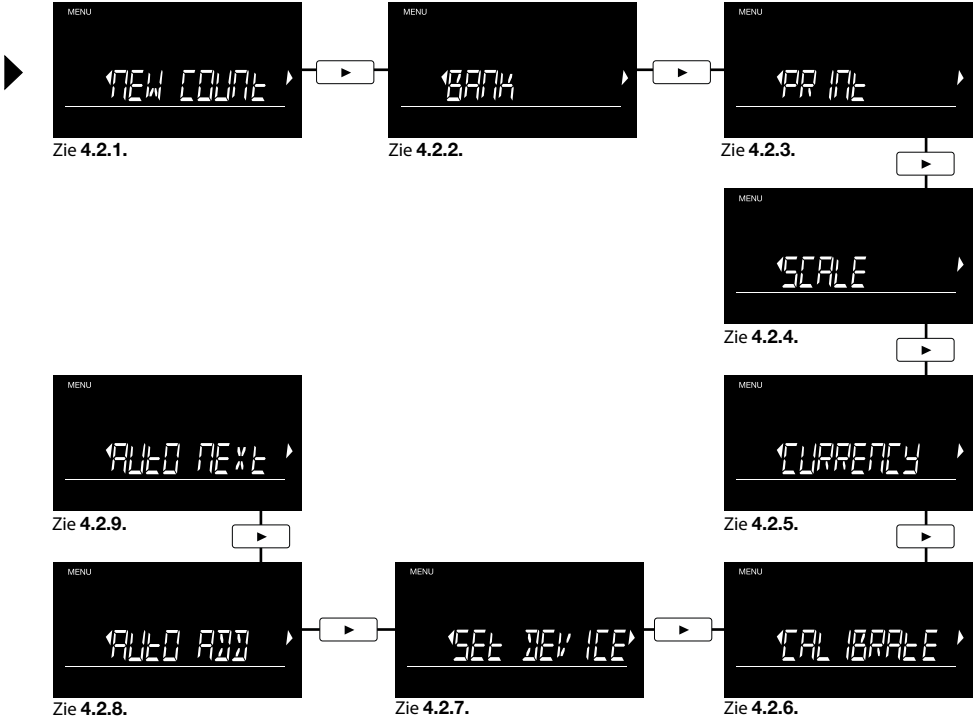 MENU
NEW COUNt
Zie 4.2.1.
MENU
BANK
Zie 4.2.2.
MENU
PRINt
Zie 4.2.3.
MENU
SCALE
Zie 4.2.4.
MENU
CURRENCY
Zie 4.2.5.
MENU
CALIBRAtE
Zie 4.2.6.
MENU
SEt DEVICE
Zie 4.2.7.
MENU
AUtO ADD
Zie 4.2.8.
MENU
AUtO NEXt
Zie 4.2.9.